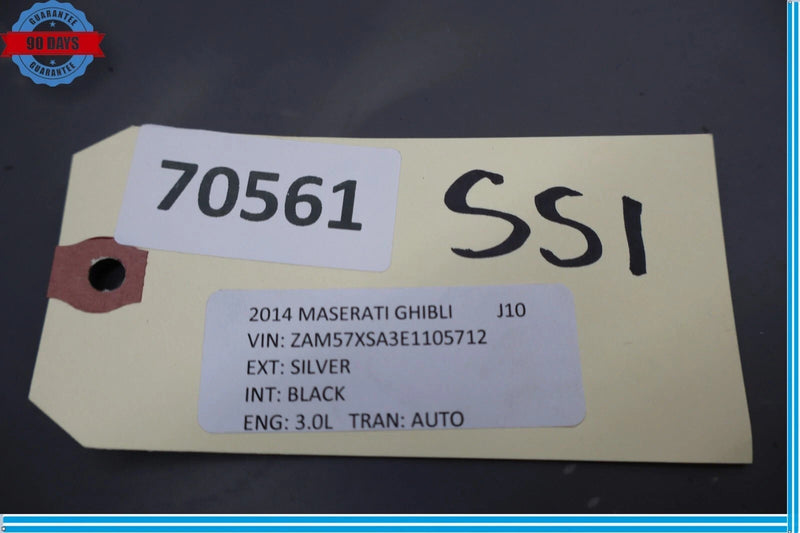 GUARANTEE
90 DAYS
GUARANTEE
70561
SS1
2014 MASERATI GHIBLI J10
VIN: ZAM57XSA3E1105712
EXT: SILVER
INT: BLACK
ENG: 3.0L TRAN: AUTO